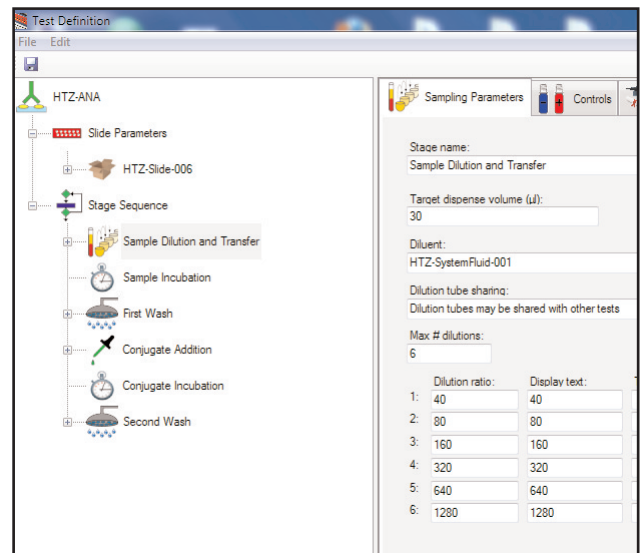 Test Definition
File Edit
HTZ-ANA
Slide Parameters
HTZ-Slide-006
Stage Sequence
Sample Dilution and Transfer
Sample Incubation
First Wash
Conjugate Addition
Conjugate Incubation
Second Wash
Sampling Parameters Controls
Stage name:
Sample Dilution and Transfer
Target dispense volume (µl):
30
Diluent:
HTZ-SystemFluid-001
Dilution tube sharing:
Dilution tubes may be shared with other tests
Max # dilutions:
6
Dilution ratio: Display text:
1: 40 40
2: 80 80
3: 160 160
4: 320 320
5: 640 640
6: 1280 1280